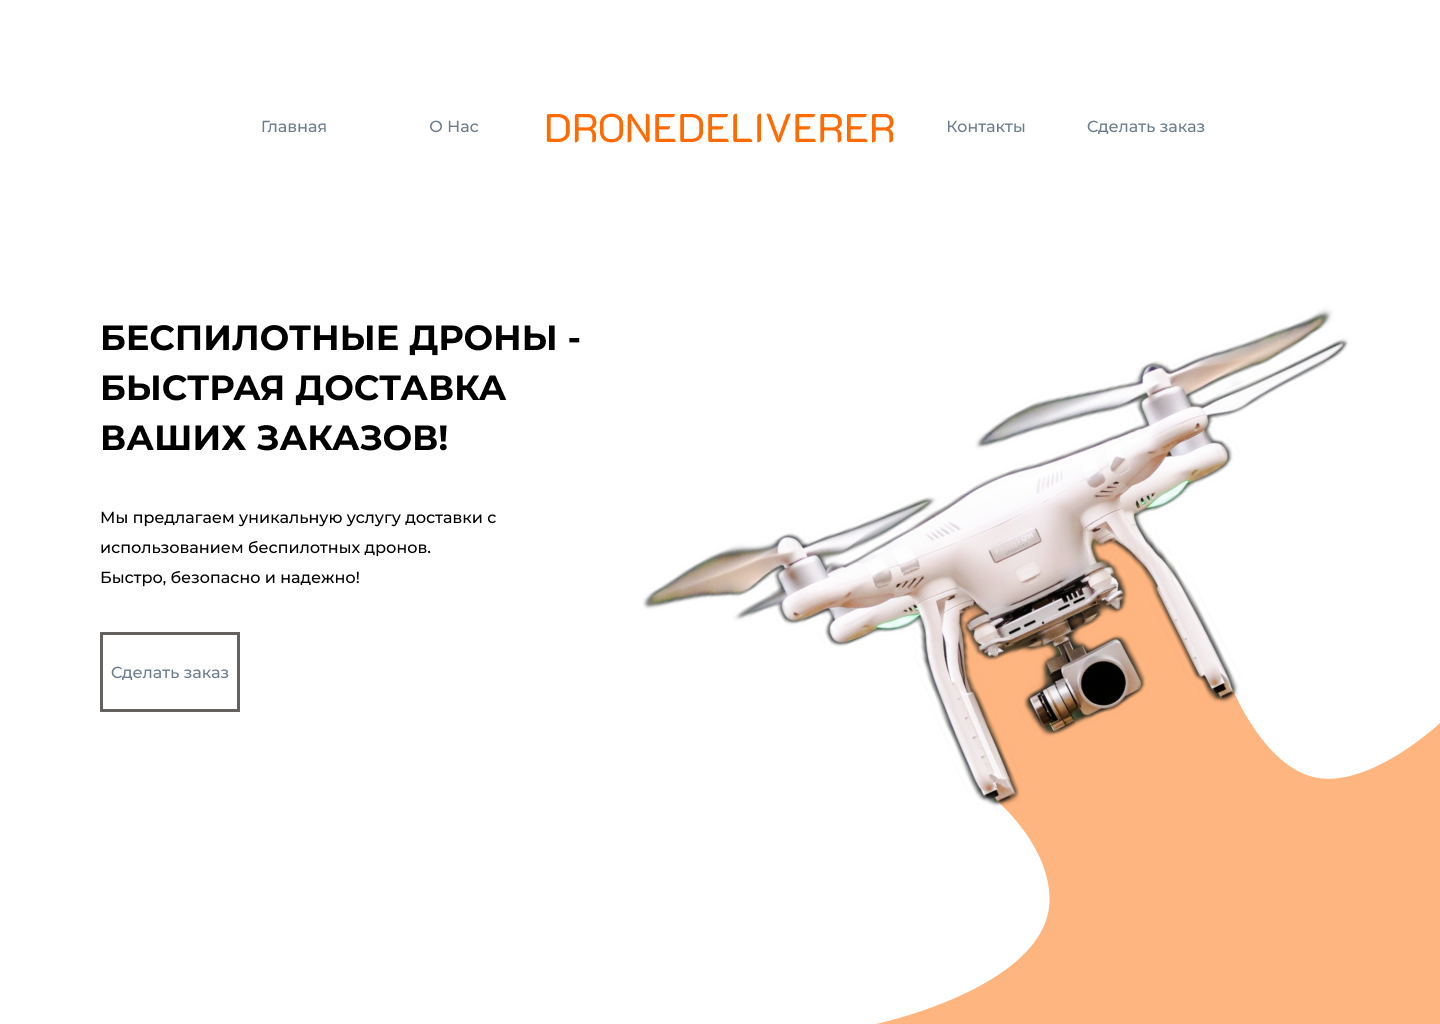 Главная
О Нас
DRONEDELIVERER
Контакты
Сделать заказ
БЕСПИЛОТНЫЕ ДРОНЫ -
БЫСТРАЯ ДОСТАВКА
ВАШИХ ЗАКАЗОВ!
Мы предлагаем уникальную услугу доставки с
использованием беспилотных дронов.
Быстро, безопасно и надежно!
Сделать заказ